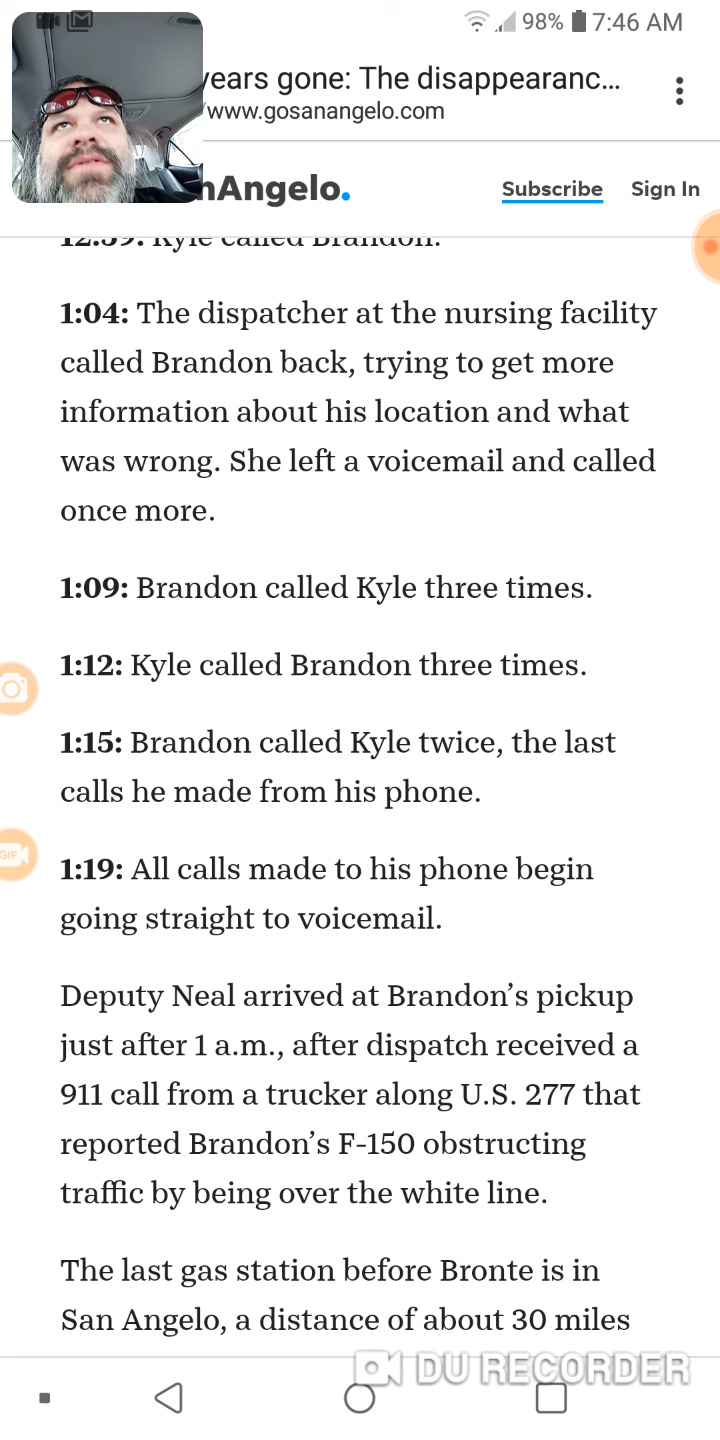 98% 7:46 AM
years gone: The disappearanc...
/www.gosanangelo.com
nAngelo.
Subscribe Sign In
12:59: Kyle called Brandon.
1:04: The dispatcher at the nursing facility
called Brandon back, trying to get more
information about his location and what
was wrong. She left a voicemail and called
once more.
1:09: Brandon called Kyle three times.
1:12: Kyle called Brandon three times.
1:15: Brandon called Kyle twice, the last
calls he made from his phone.
1:19: All calls made to his phone begin
going straight to voicemail.
GIF
Deputy Neal arrived at Brandon’s pickup
just after 1 a.m., after dispatch received a
911 call from a trucker along U.S. 277 that
reported Brandon’s F-150 obstructing
traffic by being over the white line.
The last gas station before Bronte is in
San Angelo, a distance of about 30 miles
DU RECORDER